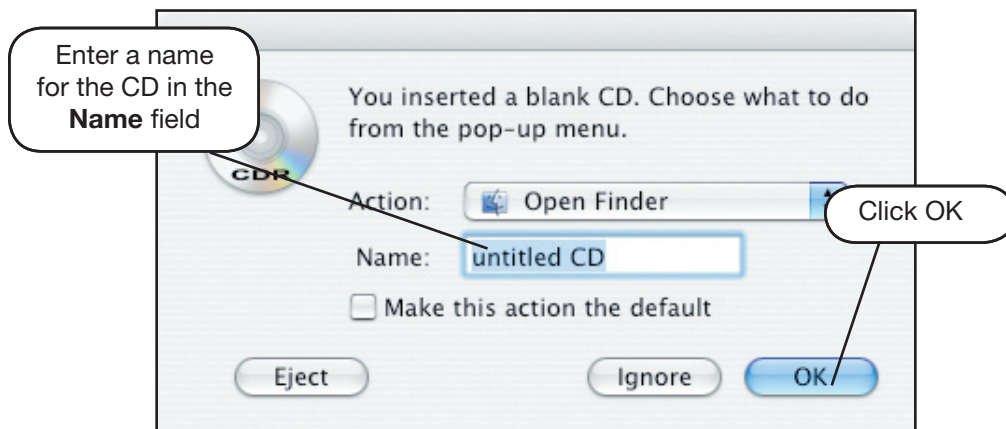 Enter a name
for the CD in the
Name field
You inserted a blank CD. Choose what to do
from the pop-up menu.
CDR
Action: Open Finder
Click OK
Name: untitled CD
Make this action the default
Eject Ignore OK